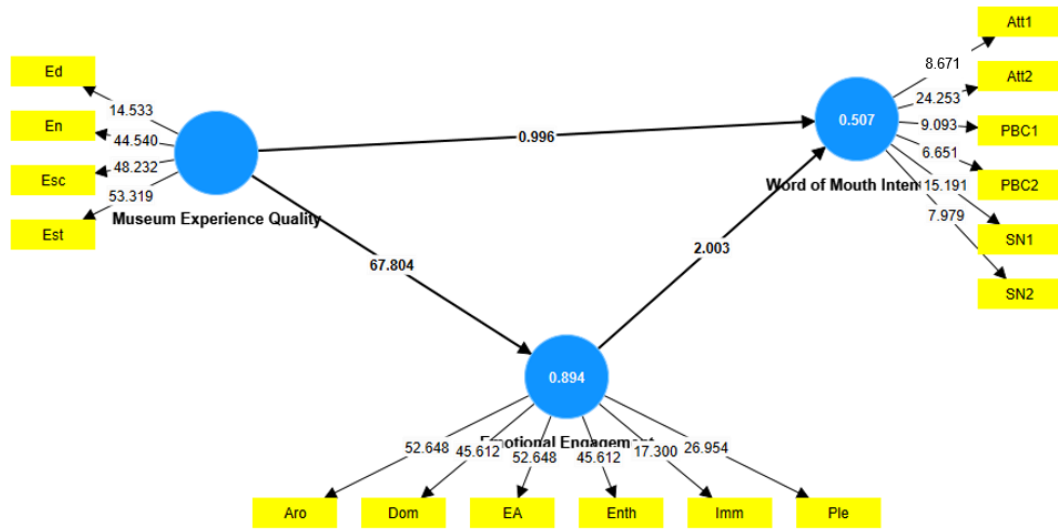 Att1
Ed
8.671
Att2
14.533
24.253
En
0.507
9.093
PBC1
44.540
0.996
Esc
48.232
6.651
PBC2
53.319
Word of Mouth Inten
15.191
Est
Museum Experience Quality
7.979
SN1
2.003
67.804
SN2
0.894
52.648
45.612
Emotional Engagement
52.648
45.612
17.300
26.954
Aro
Dom
EA
Enth
Imm
Ple